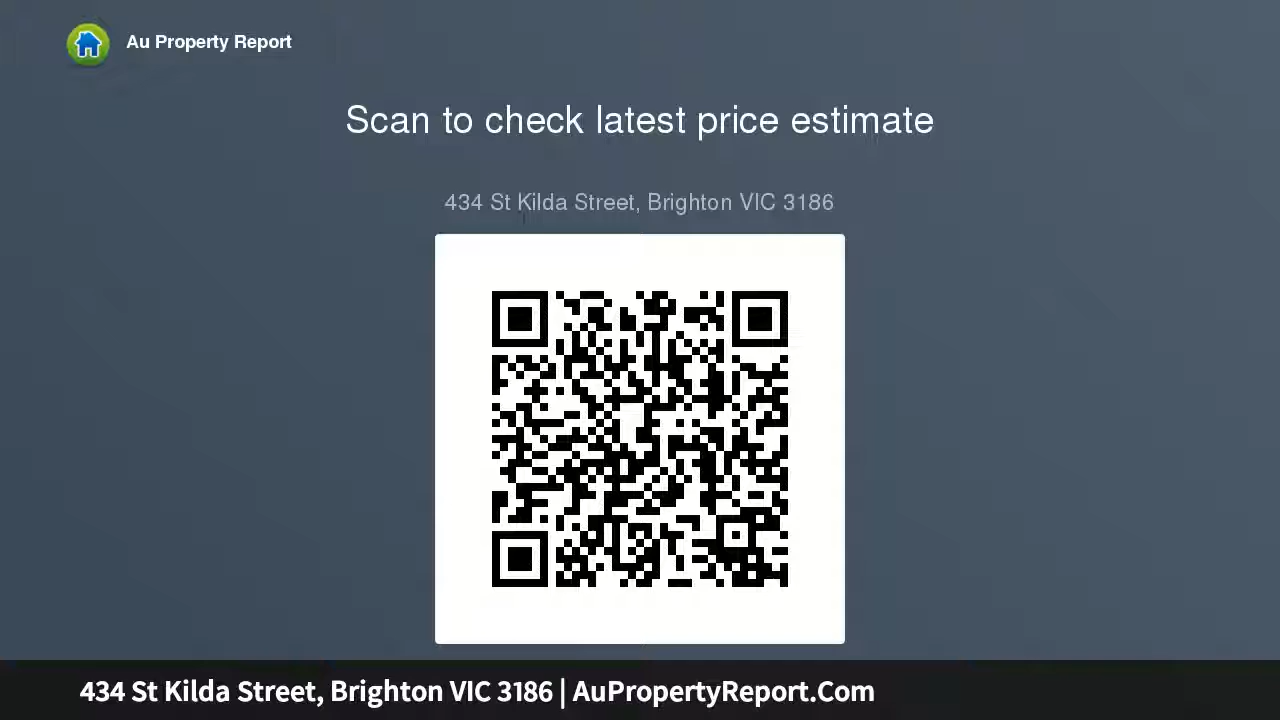 Au Property Report
Scan to check latest price estimate
434 St Kilda Street, Brighton VIC 3186
434 St Kilda Street, Brighton VIC 3186 | AuPropertyReport.Com